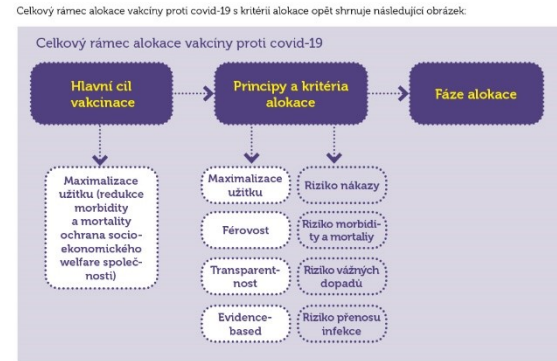 Celkový rámec alokace vakcíny proti covid-19 s kritérii alokace opět shrnuje následující obrázek:
Celkový rámec alokace vakcíny proti covid-19
Hlavní cíl
vakcinace
Principy a kritéria
alokace
Fáze alokace
Maximalizace
užitku (redukce
morbidity
a mortality
ochrana socio-
ekonomického
welfare společ-
nosti)
Maximalizace
užitku
Férovost
Transparent-
nost
Evidence-
based
Riziko nákazy
Riziko morbidi-
ty a mortaliy
Riziko vážných
dopadů
Riziko přenosu
infekce